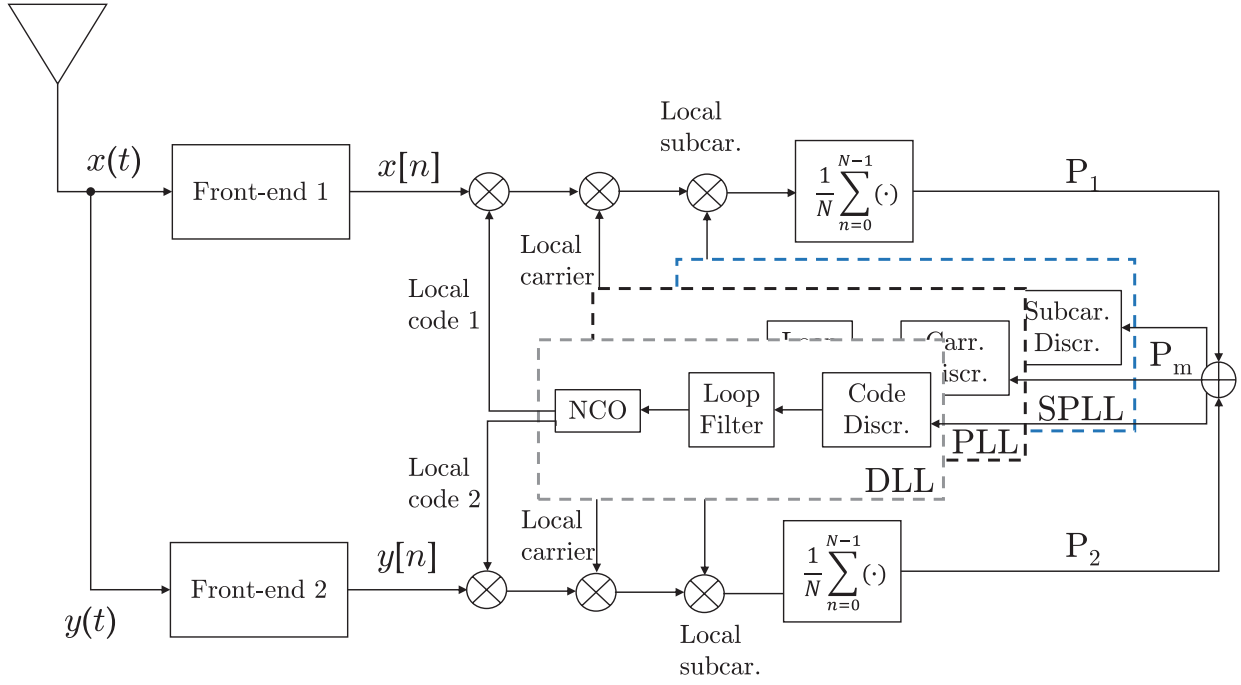 Local
subcar.
x(t)
Front-end 1
x[n]
1/N ∑ n=0 N-1 (·)
P1
Local
carrier
Local
code 1
Subcar.
Discr.
Pm
NCO
Loop
Filter
Code
Discr.
SPLL
PLL
DLL
Local
code 2
Local
carrier
y(t)
Front-end 2
y[n]
1/N ∑ n=0 N-1 (·)
P2
Local
subcar.